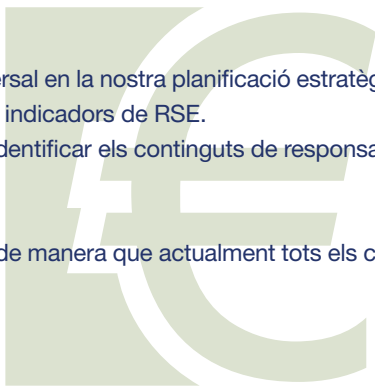 ersal en la nostra planificació estratèg
indicadors de RSE.
dentificar els continguts de responsa
de manera que actualment tots els c